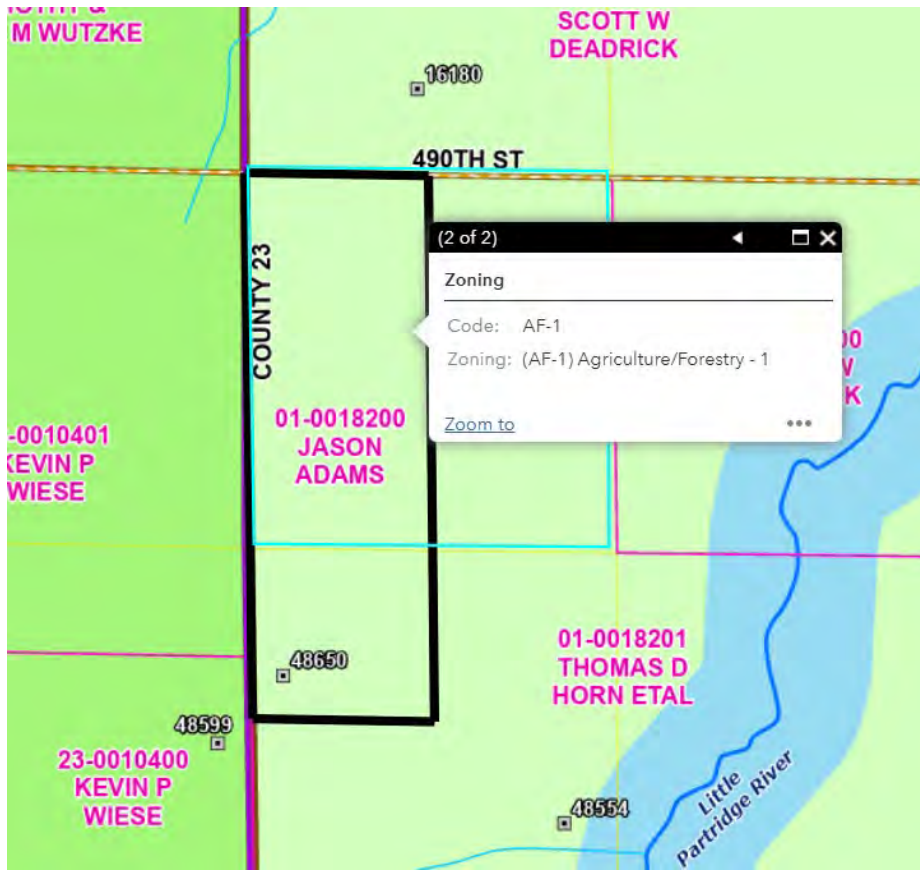 M WUTZKE
SCOTT W
DEADRICK
16180
490TH ST
COUNTY 23
(2 of 2)
Zoning
Code: AF-1
Zoning: (AF-1) Agriculture/Forestry - 1
Zoom to
00
W
K
01-0018200
JASON
ADAMS
-0010401
KEVIN P
WIESE
48650
01-0018201
THOMAS D
HORN ETAL
48599
23-0010400
KEVIN P
WIESE
48554
Little
Partridge River